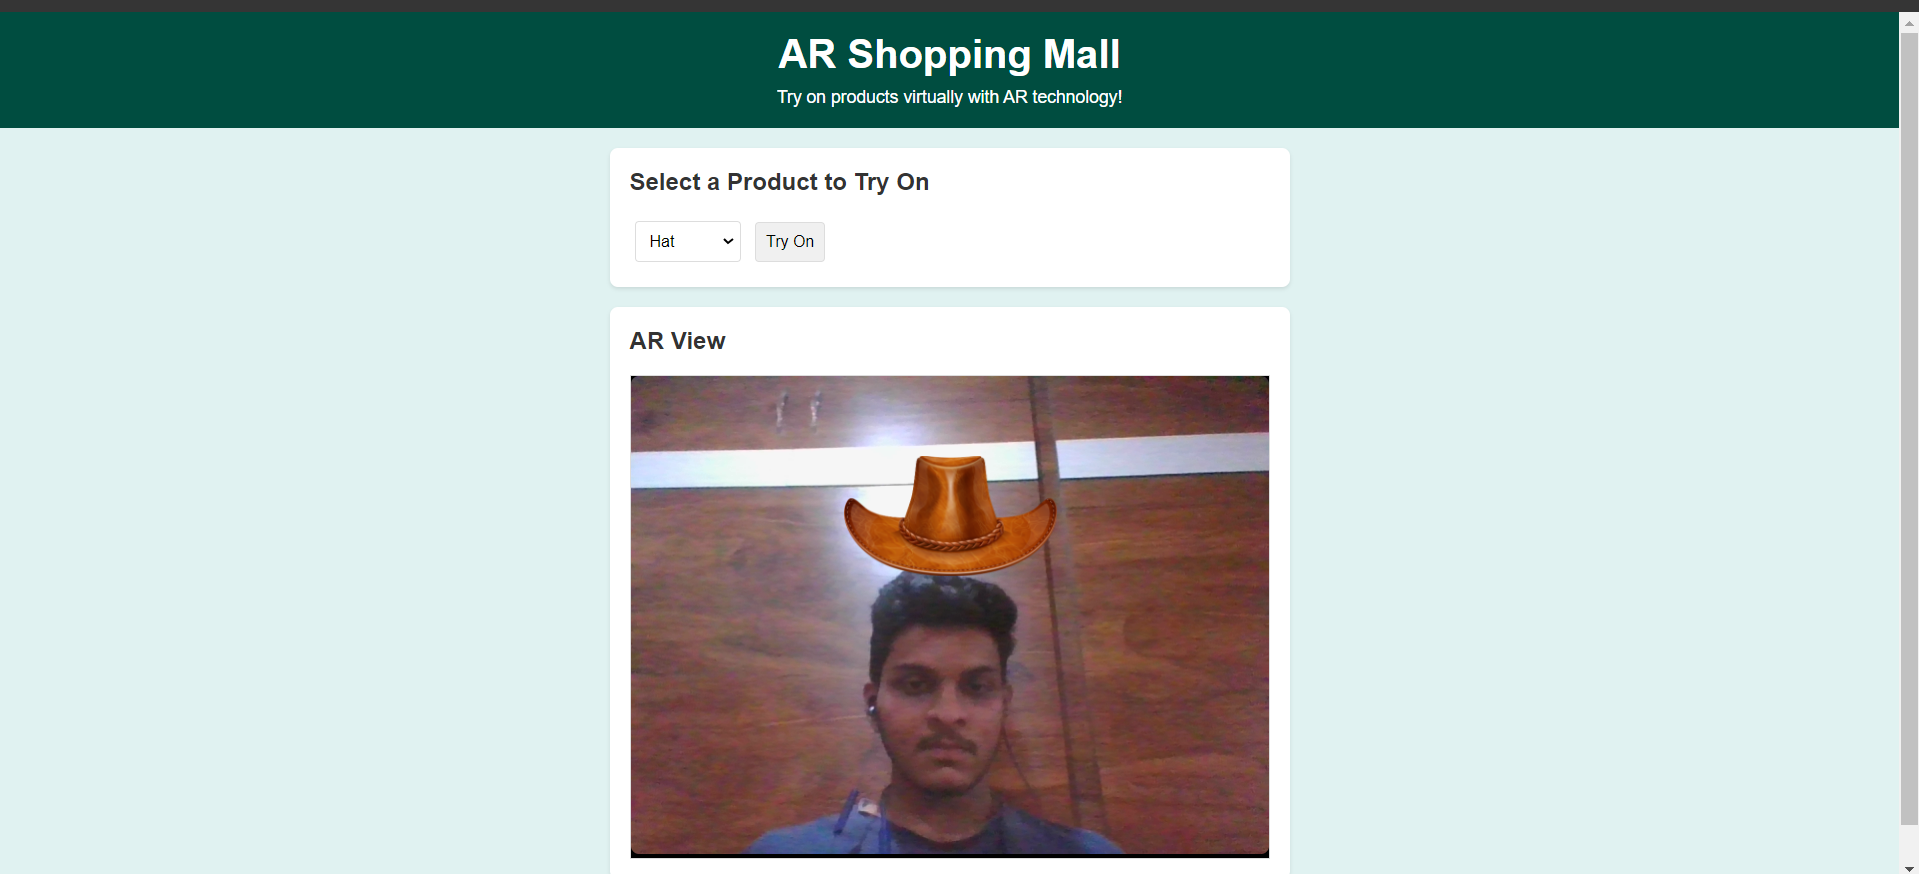 AR Shopping Mall
Try on products virtually with AR technology!
Select a Product to Try On
Hat
Try On
AR View